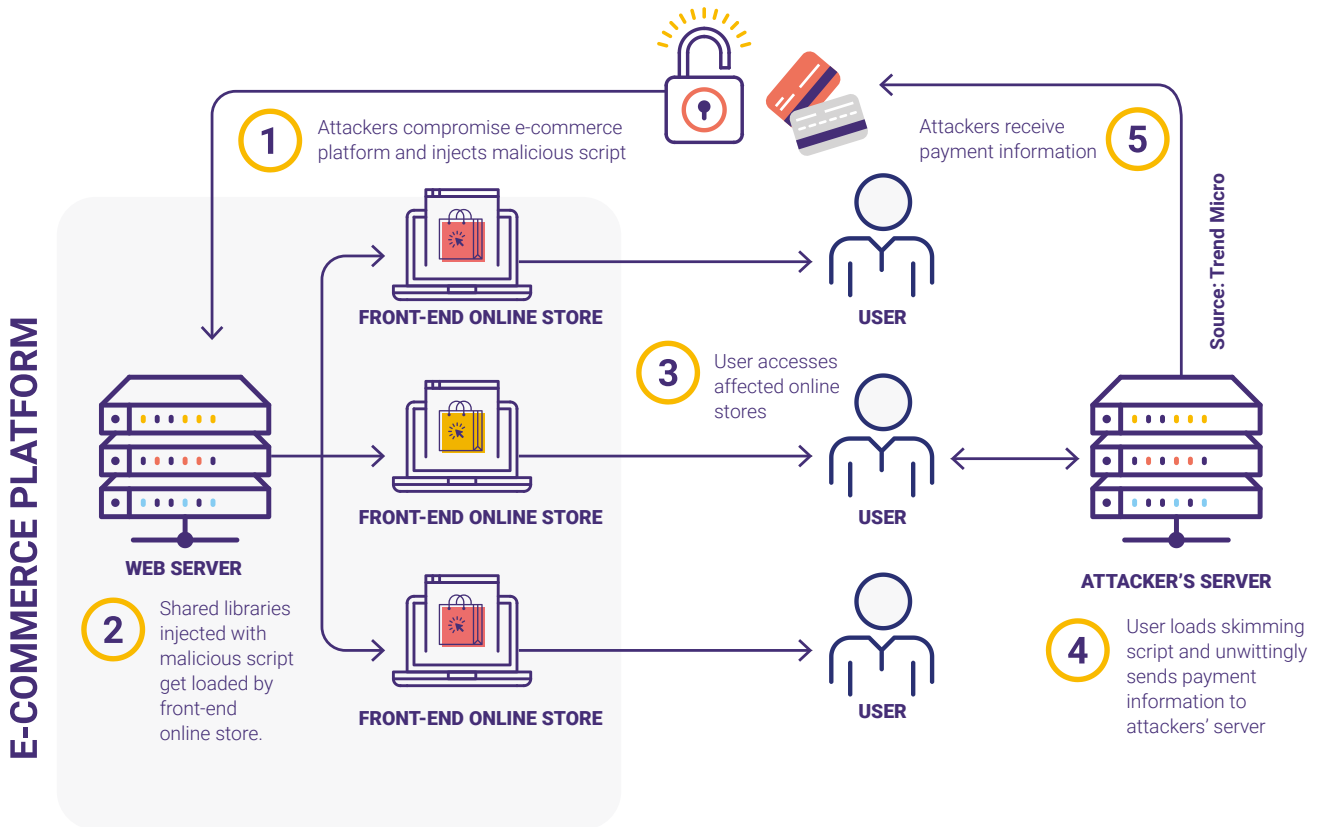 1
Attackers compromise e-commerce
platform and injects malicious script
Attackers receive
payment information
5
Source: Trend Micro
E-COMMERCE PLATFORM
FRONT-END ONLINE STORE
USER
3
User accesses
affected online
stores
FRONT-END ONLINE STORE
USER
WEB SERVER
ATTACKER'S SERVER
2
Shared libraries
injected with
malicious script
get loaded by
front-end
online store.
4
User loads skimming
script and unwittingly
sends payment
information to
attackers' server
FRONT-END ONLINE STORE
USER